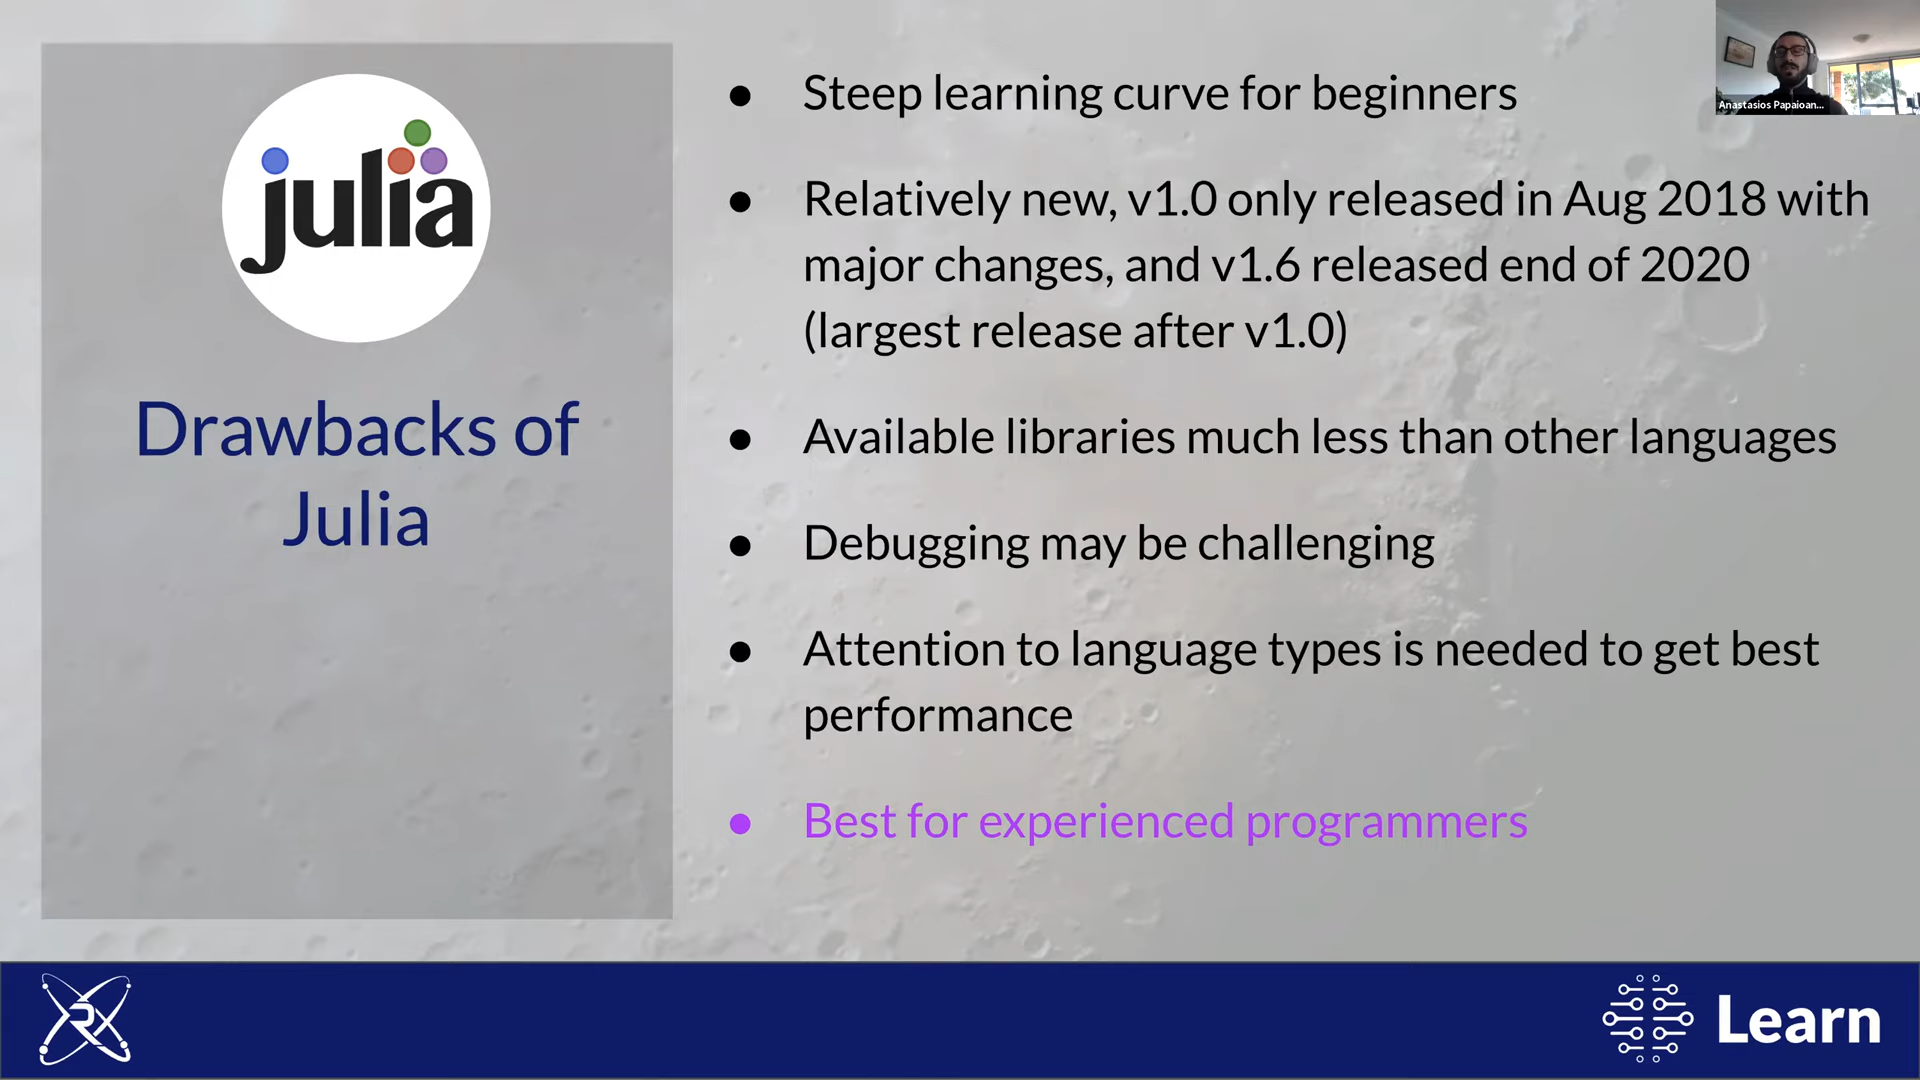 julia
Drawbacks of
Julia
● Steep learning curve for beginners
● Relatively new, v1.0 only released in Aug 2018 with
major changes, and v1.6 released end of 2020
(largest release after v1.0)
● Available libraries much less than other languages
● Debugging may be challenging
● Attention to language types is needed to get best
performance
● Best for experienced programmers
Anastasios Papaioan...
R
Learn